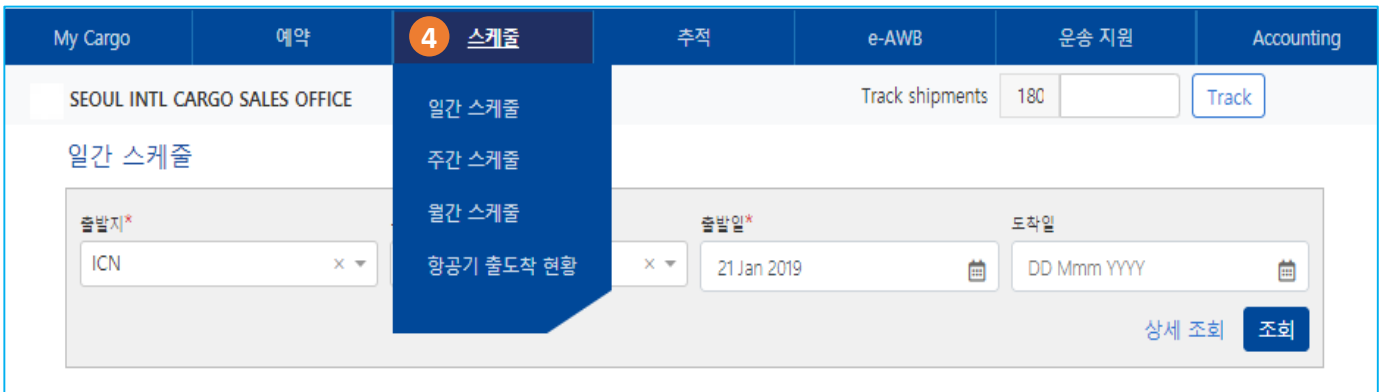 My Cargo 예약 4 스케줄 추적 e-AWB 운송 지원 Accounting
SEOUL INTL CARGO SALES OFFICE Track shipments 180 Track
일간 스케줄
주간 스케줄
월간 스케줄
항공기 출도착 현황
일간 스케줄
출발지* 출발일* 도착일
ICN 21 Jan 2019 DD Mmm YYYY
상세 조회 조회